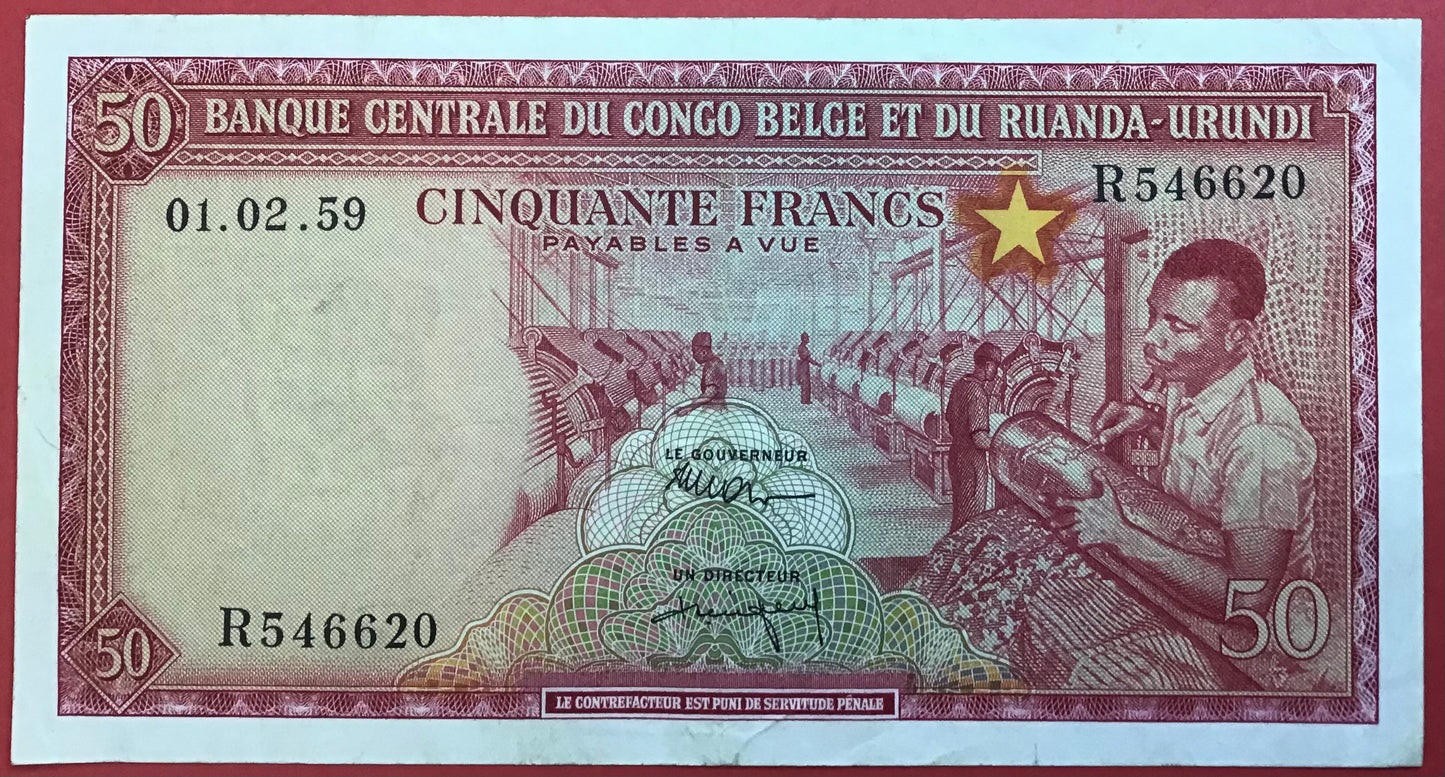 50 BANQUE CENTRALE DU CONGO BELGE ET DU RUANDA-URUNDI
01.02.59 CINQUANTE FRANCS R546620
PAYABLES A VUE
LE GOUVERNEUR
UN DIRECTEUR
R546620
50
50
LE CONTREFACTEUR EST PUNI DE SERVITUDE PÉNALE